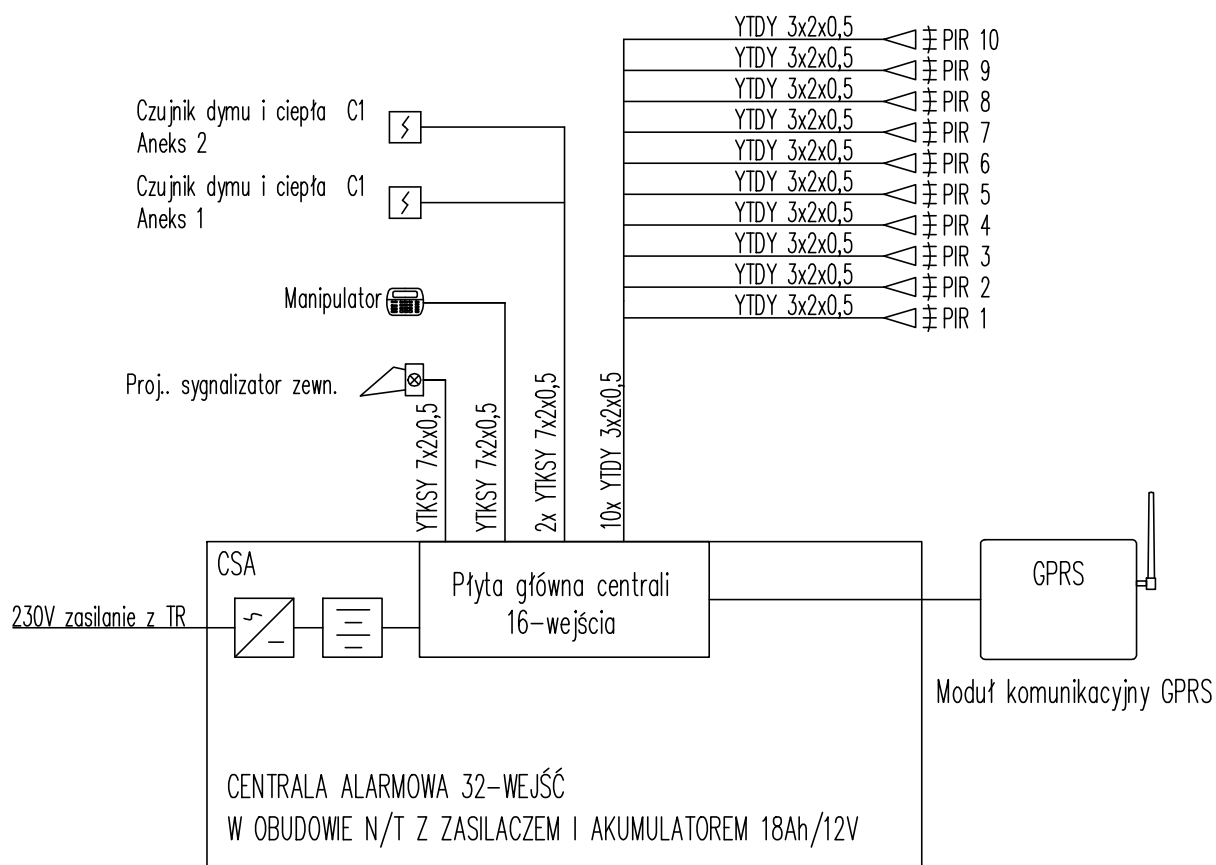 YTDY 3x2x0,5 PIR 10
YTDY 3x2x0,5 PIR 9
YTDY 3x2x0,5 PIR 8
YTDY 3x2x0,5 PIR 7
YTDY 3x2x0,5 PIR 6
YTDY 3x2x0,5 PIR 5
YTDY 3x2x0,5 PIR 4
YTDY 3x2x0,5 PIR 3
YTDY 3x2x0,5 PIR 2
YTDY 3x2x0,5 PIR 1
Czujnik dymu i ciepła C1
Aneks 2
Czujnik dymu i ciepła C1
Aneks 1
Manipulator
Proj.. sygnalizator zewn.
YTKSY 7x2x0,5
YTKSY 7x2x0,5
2x YTKSY 7x2x0,5
10x YTDY 3x2x0,5
CSA
Płyta główna centrali
16-wejścia
230V zasilanie z TR
GPRS
Moduł komunikacyjny GPRS
CENTRALA ALARMOWA 32-WEJŚĆ
W OBUDOWIE N/T Z ZASILACZEM I AKUMULATOREM 18Ah/12V